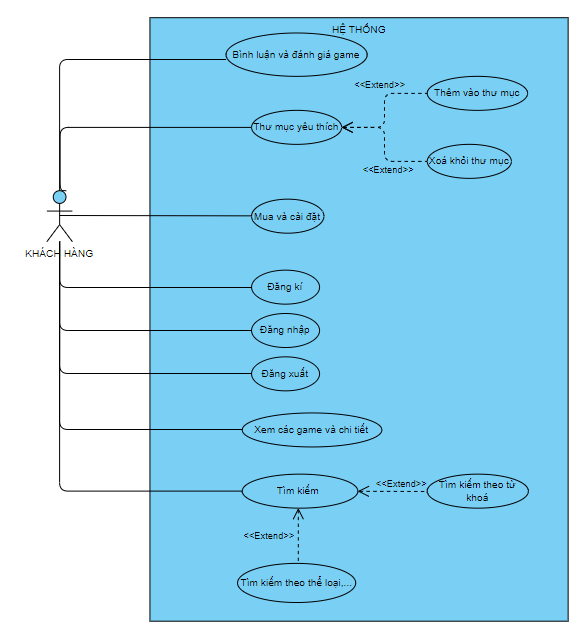 HỆ THỐNG
Bình luận và đánh giá game
<<Extend>>
Thêm vào thư mục
Thư mục yêu thích
Xoá khỏi thư mục
<<Extend>>
Mua và cài đặt
KHÁCH HÀNG
Đăng kí
Đăng nhập
Đăng xuất
Xem các game và chi tiết
Tìm kiếm
<<Extend>>
Tìm kiếm theo từ
khoá
<<Extend>>
Tìm kiếm theo thể loại,...